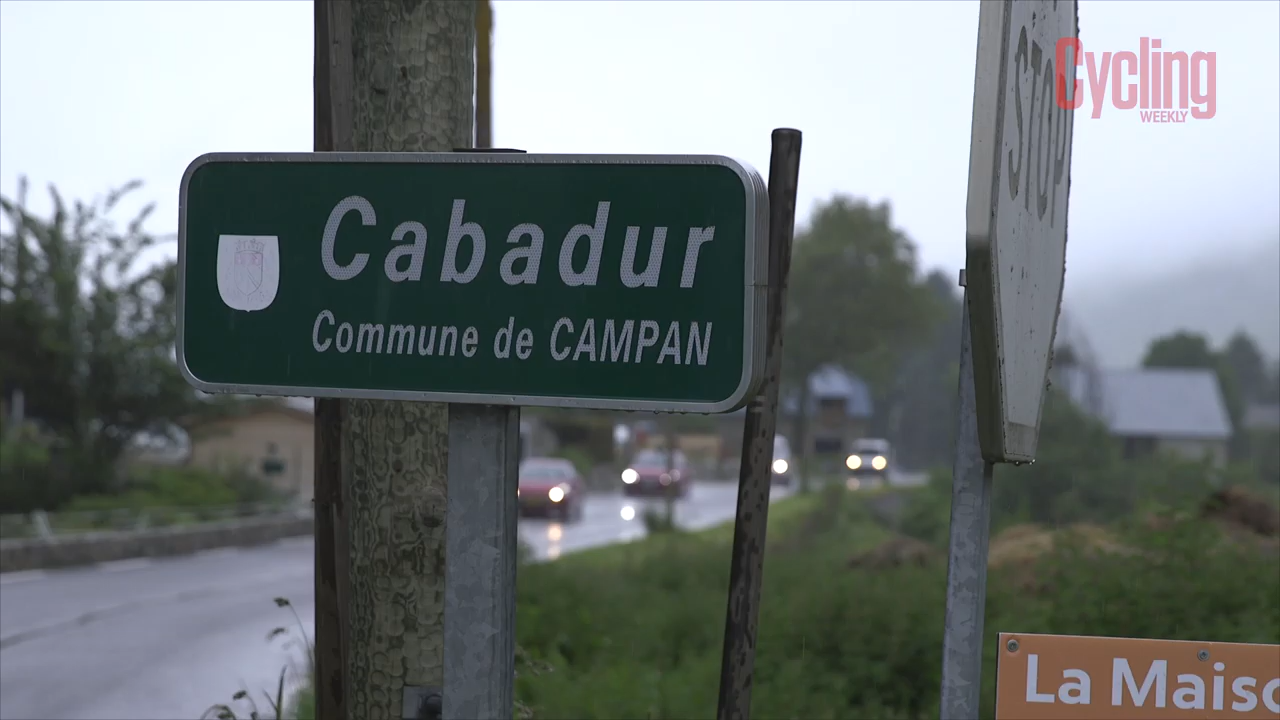 Cycling
WEEKLY
STOP
Cabadur
Commune de CAMPAN
La Maiso